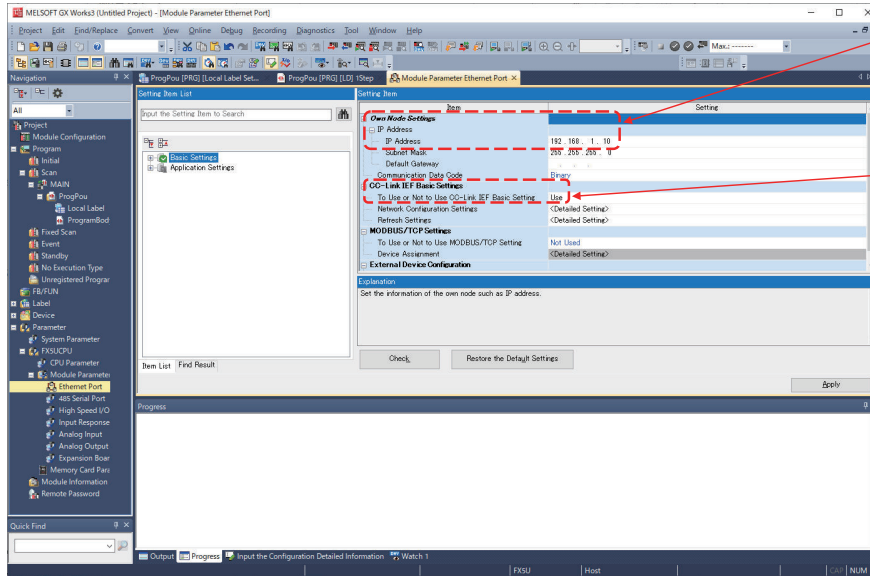 MELSOFT GX Works3 (Untitled Project) - [Module Parameter Ethernet Port]
Project Edit Find/Replace Convert View Online Debug Recording Diagnostics Tool Window Help
Max.: -------
Navigation
ProgPou [PRG] [Local Label Set...
ProgPou [PRG] [LD] 1Step
Module Parameter Ethernet Port
All
Project
Module Configuration
Program
Initial
Scan
MAIN
ProgPou
Local Label
ProgramBod
Fixed Scan
Event
Standby
No Execution Type
Unregistered Prograr
FB/FUN
Label
Device
Parameter
System Parameter
FX5UCPU
CPU Parameter
Module Parameter
Ethernet Port
485 Serial Port
High Speed I/O
Input Response
Analog Input
Analog Output
Expansion Boar
Memory Card Para
Module Information
Remote Password
Quick Find
Setting Item List
Input the Setting Item to Search
Basic Settings
Application Settings
Item List Find Result
Setting Item
Item Setting
Own Node Settings
IP Address
IP Address 192 . 168 . 1 . 10
Subnet Mask 255 . 255 . 255 . 0
Default Gateway . . .
Communication Data Code Binary
CC-Link IEF Basic Settings
To Use or Not to Use CC-Link IEF Basic Setting Use
Network Configuration Settings <Detailed Setting>
Refresh Settings <Detailed Setting>
MODBUS/TCP Settings
To Use or Not to Use MODBUS/TCP Setting Not Used
Device Assignment <Detailed Setting>
External Device Configuration
Explanation
Set the information of the own node such as IP address.
Check Restore the Default Settings
Apply
Progress
Output Progress Input the Configuration Detailed Information Watch 1
FX5U Host CAP NUM